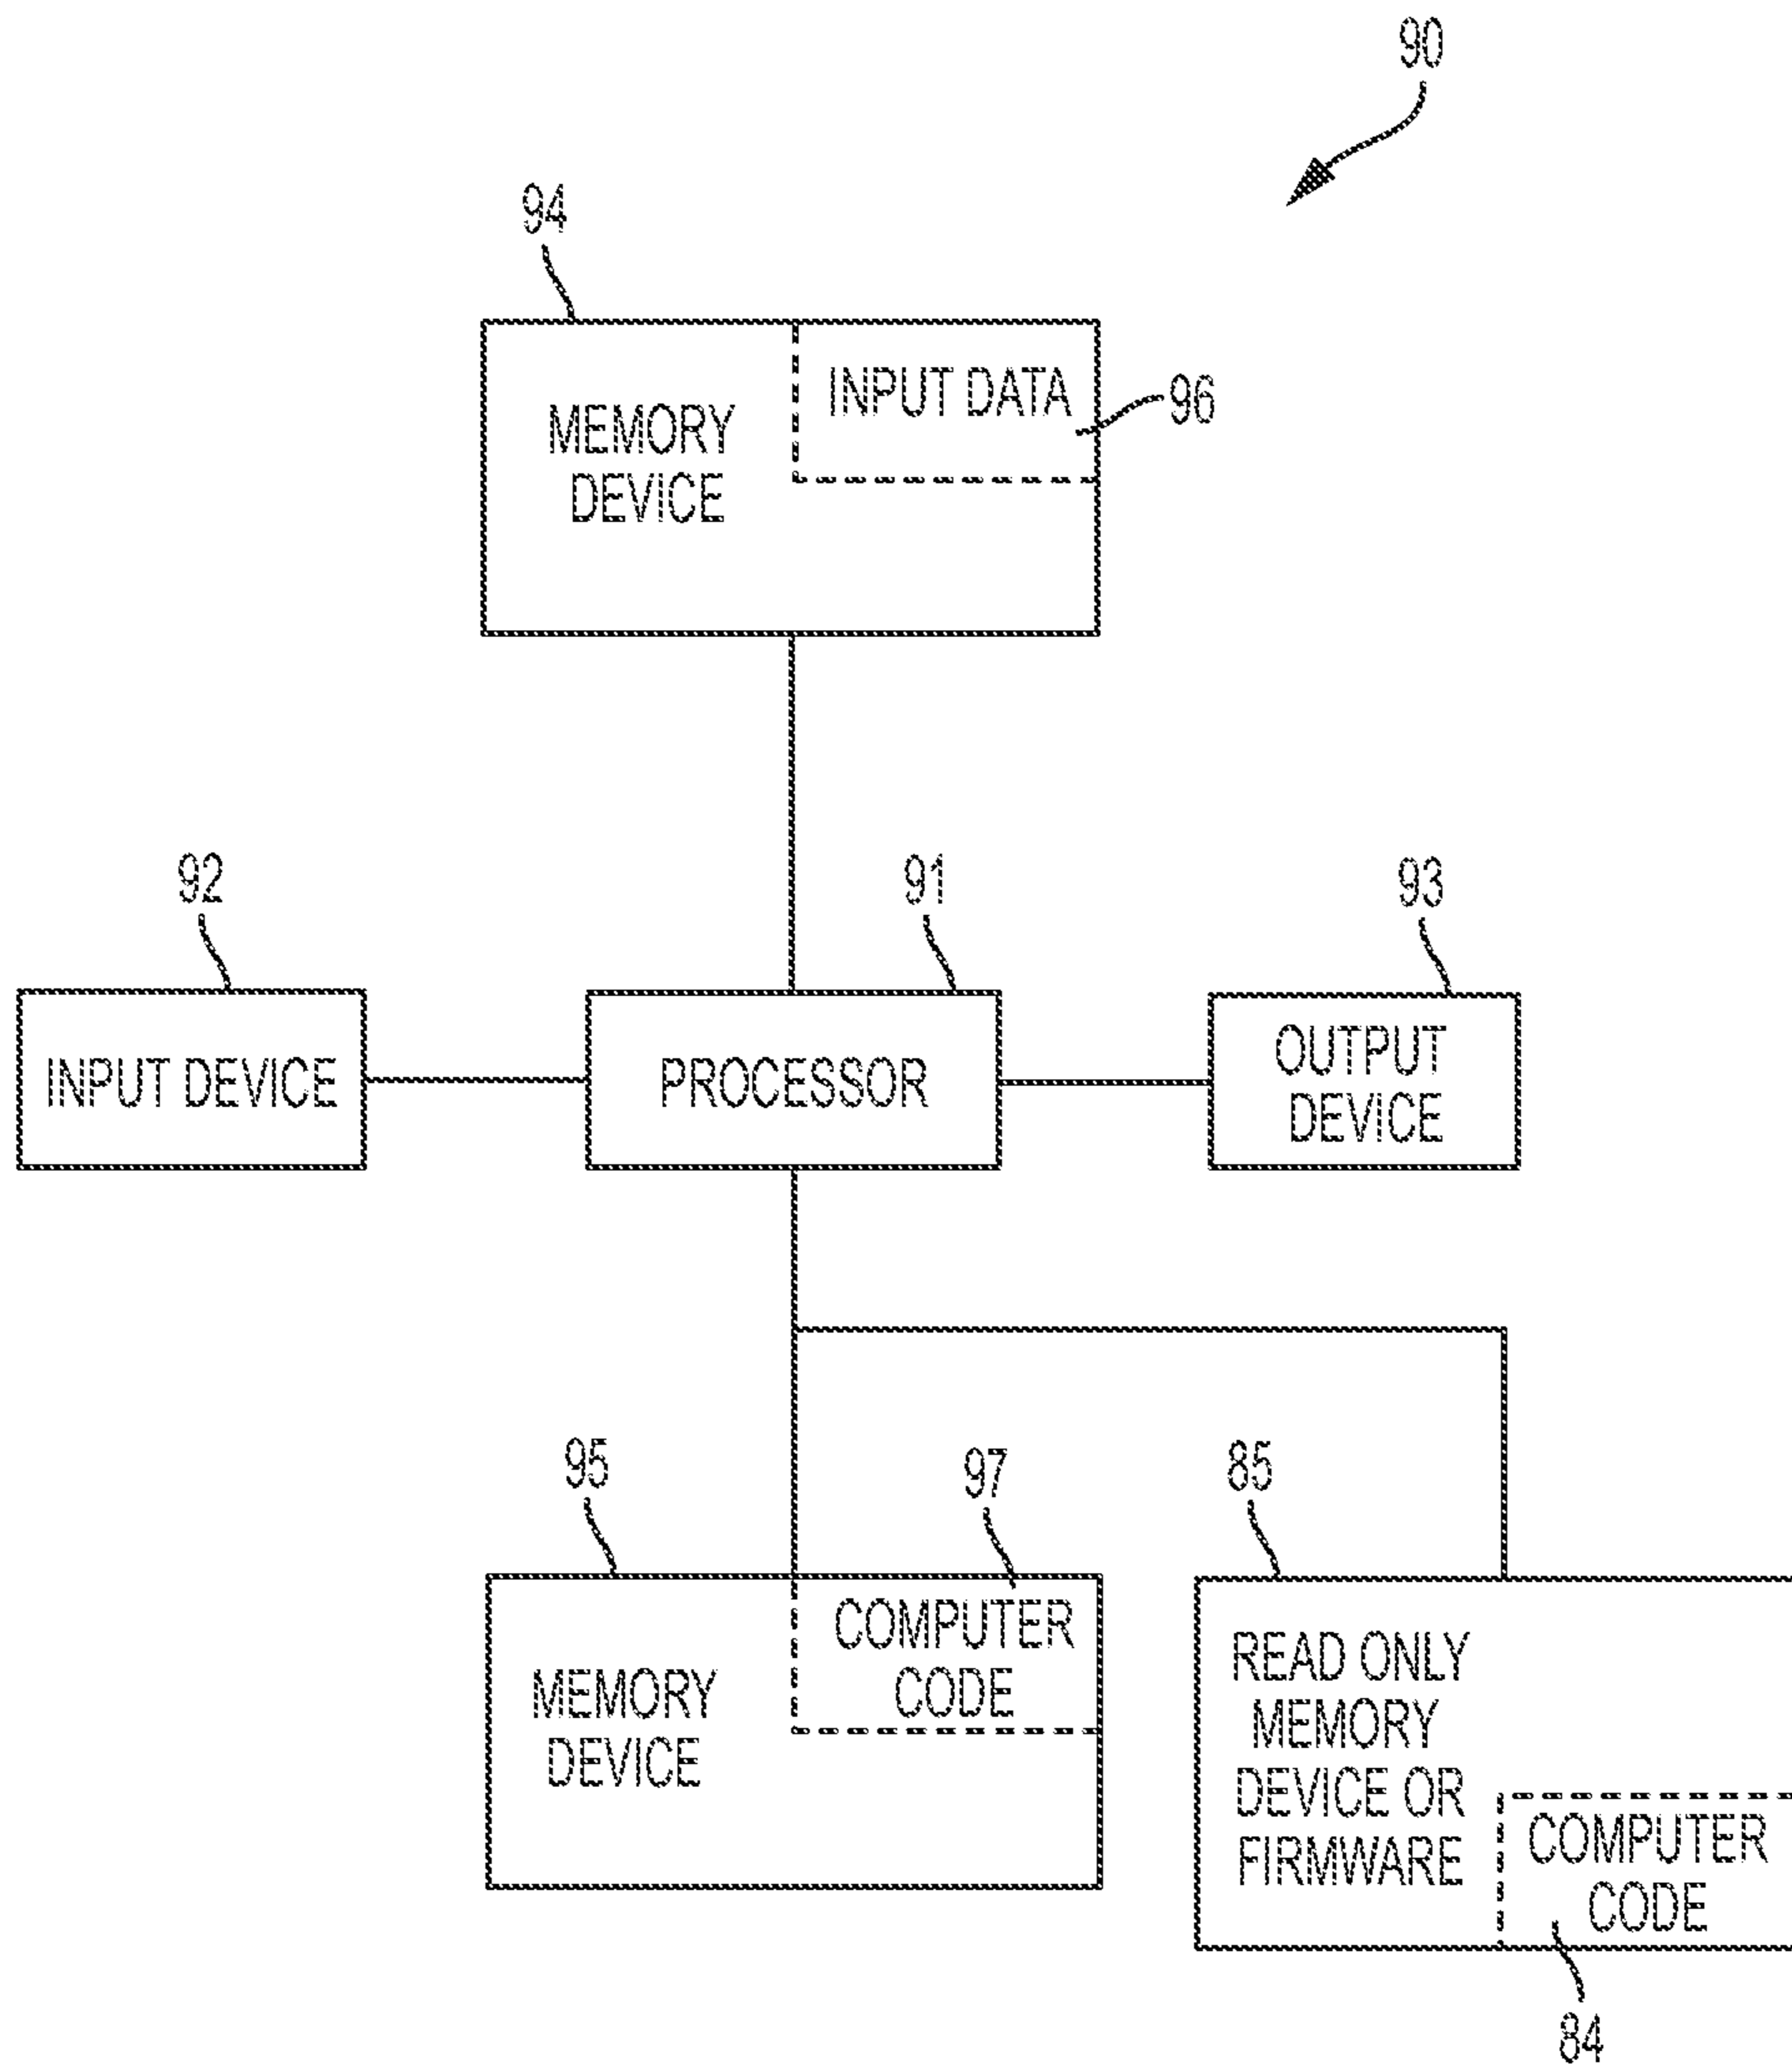 90
94
INPUT DATA
96
MEMORY
DEVICE
92
91
93
INPUT DEVICE
PROCESSOR
OUTPUT
DEVICE
95
97
85
COMPUTER
CODE
MEMORY
DEVICE
READ ONLY
MEMORY
DEVICE OR
FIRMWARE
COMPUTER
CODE
84